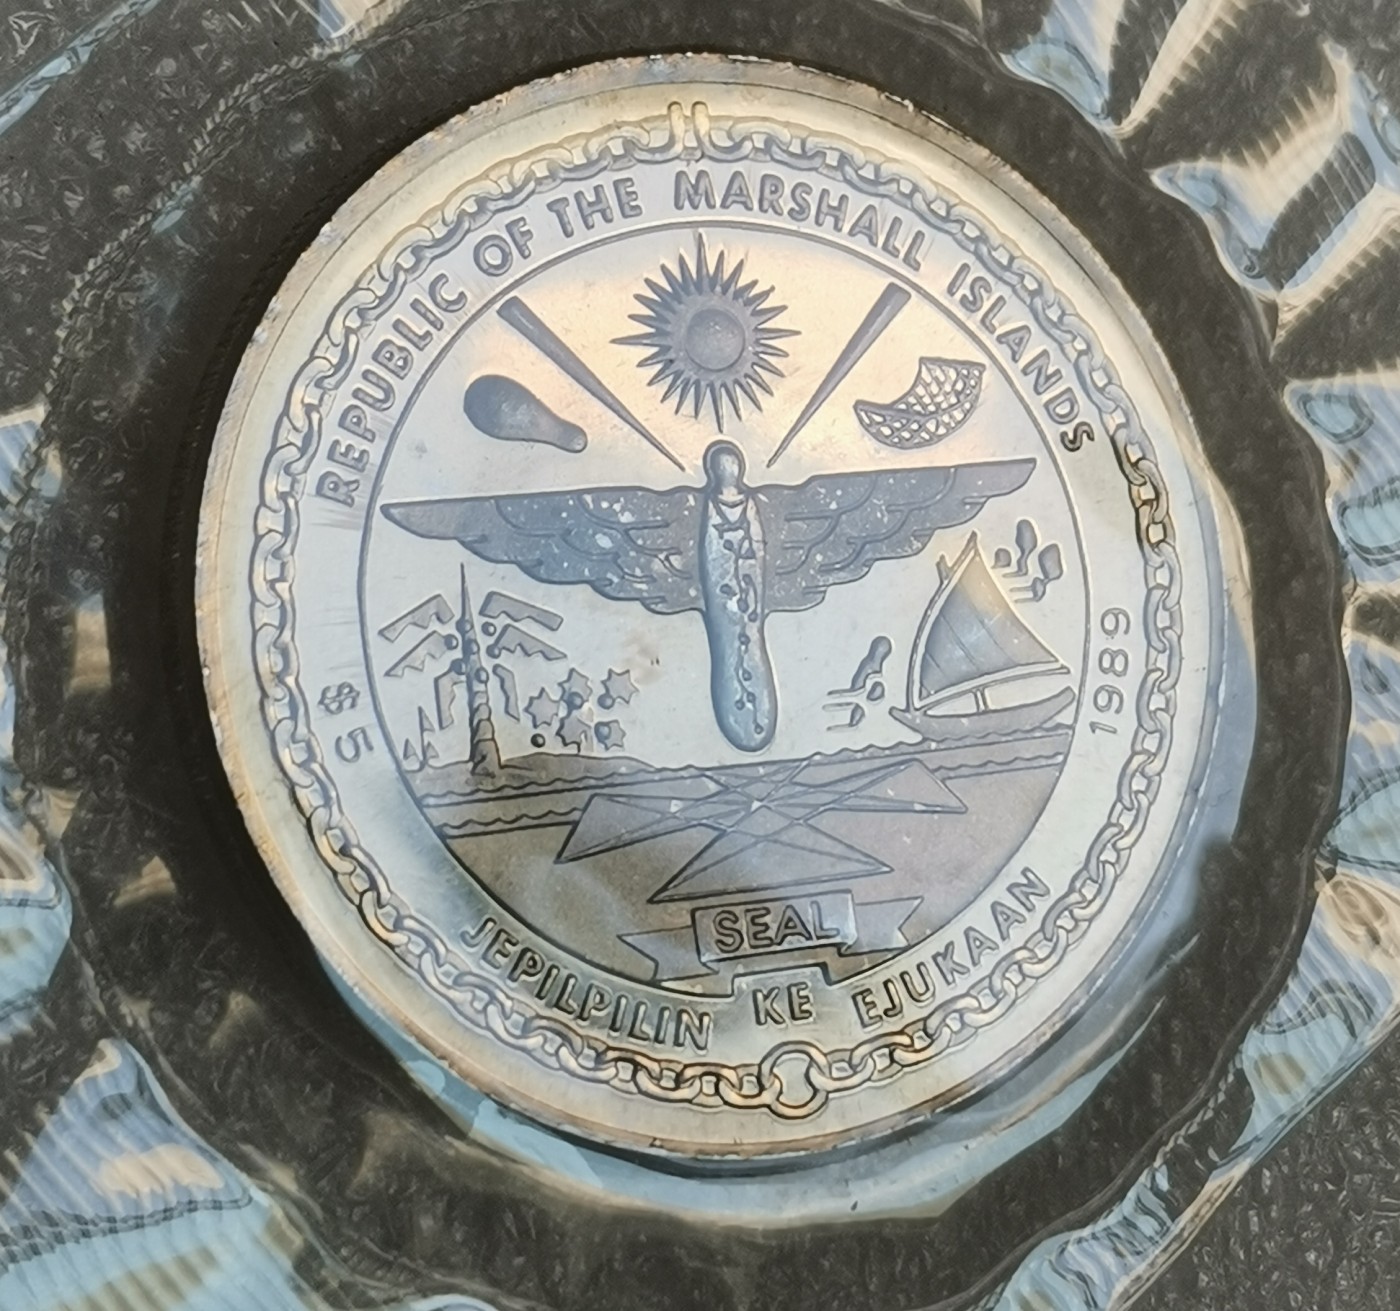 REPUBLIC OF THE MARSHALL ISLANDS
$5
1989
SEAL
JEPILPILIN KE EJUKAAN